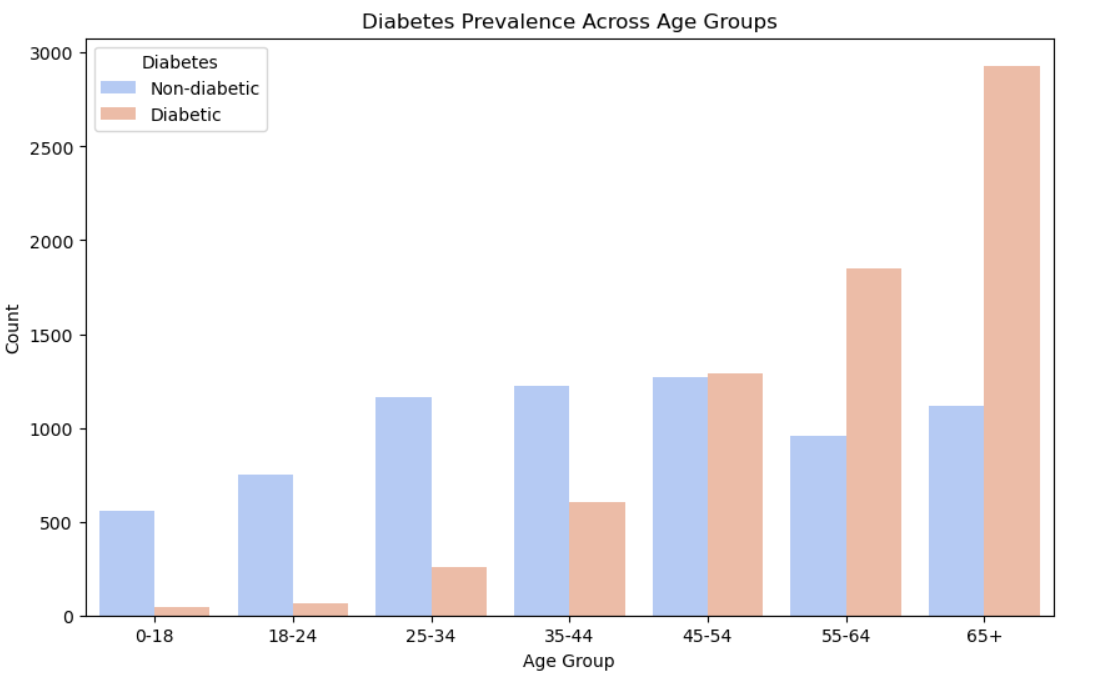 Diabetes Prevalence Across Age Groups
Diabetes
Non-diabetic
Diabetic
Count
3000
2500
2000
1500
1000
500
0
0-18 18-24 25-34 35-44 45-54 55-64 65+
Age Group